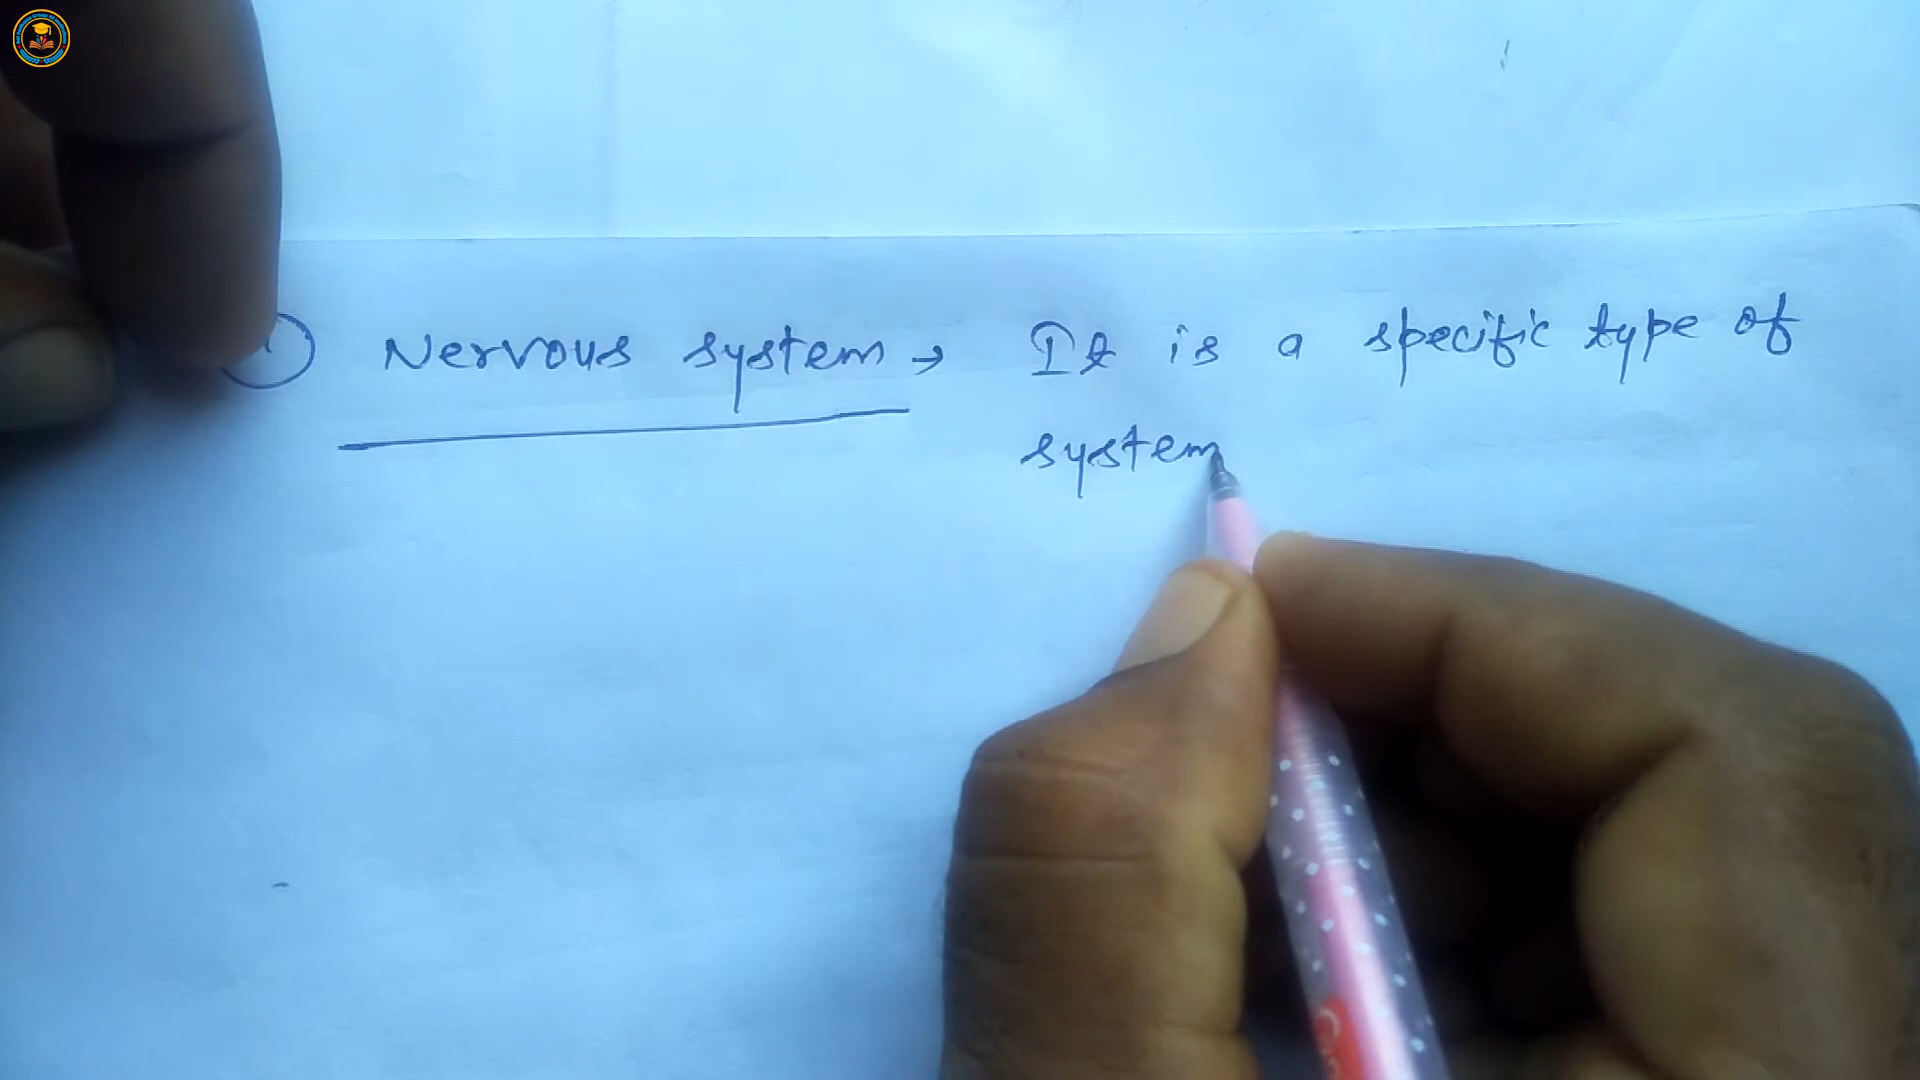 Nervous system → It is a specific type of
system